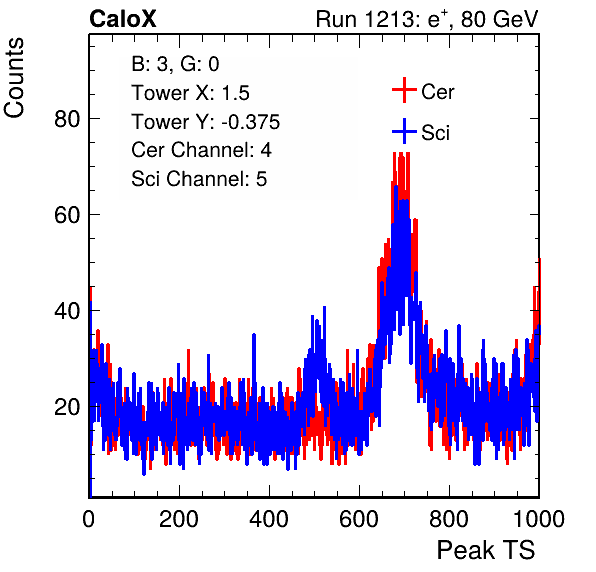 CaloX Run 1213: e⁺, 80 GeV
Counts
B: 3, G: 0
Tower X: 1.5
Tower Y: -0.375
Cer Channel: 4
Sci Channel: 5
Cer
Sci
80
60
40
20
0 200 400 600 800 1000
Peak TS